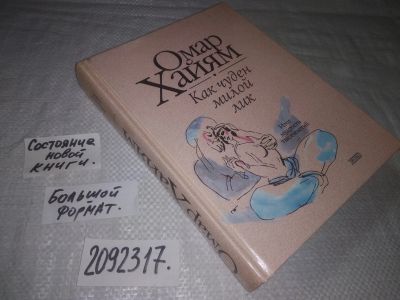 Омар
Хайям
Как чуден
милой
лик
Омар Хайям
Состояние
новой
книги.
Большой
формат.
2092317.